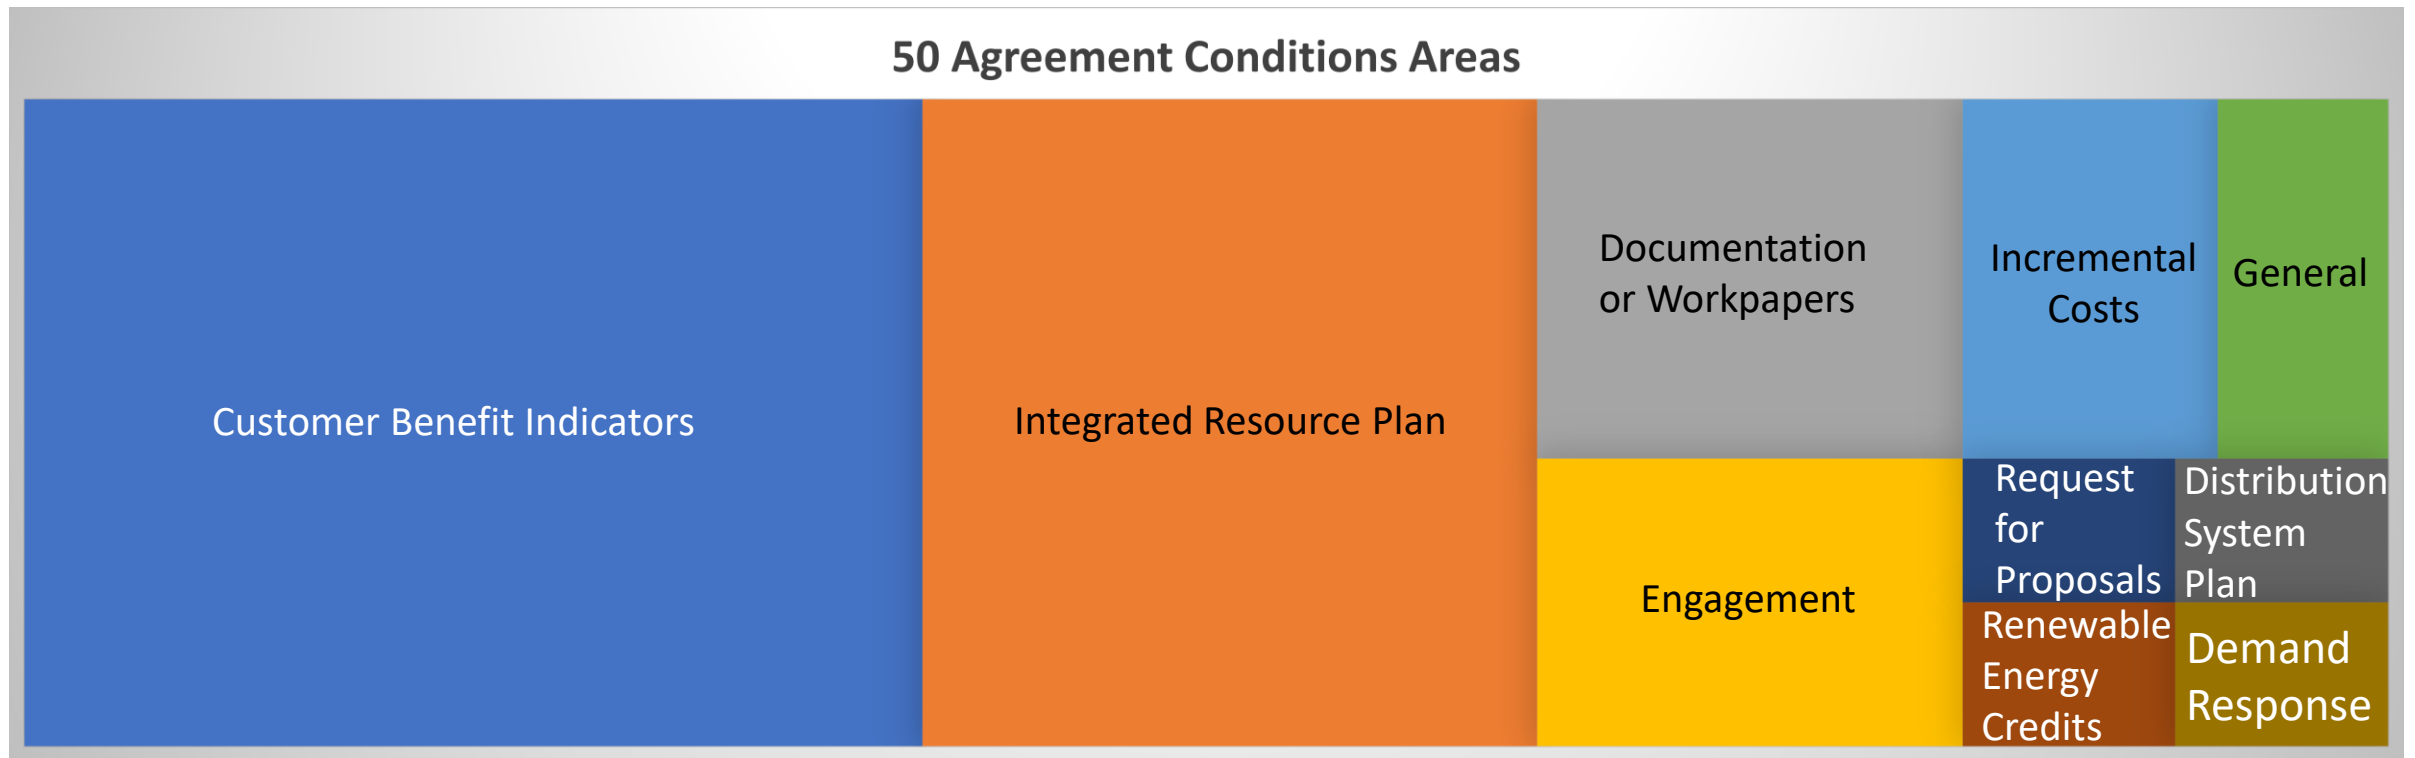 50 Agreement Conditions Areas
Customer Benefit Indicators
Integrated Resource Plan
Documentation
or Workpapers
Incremental
Costs
General
Engagement
Request
for
Proposals
Distribution
System
Plan
Renewable
Energy
Credits
Demand
Response